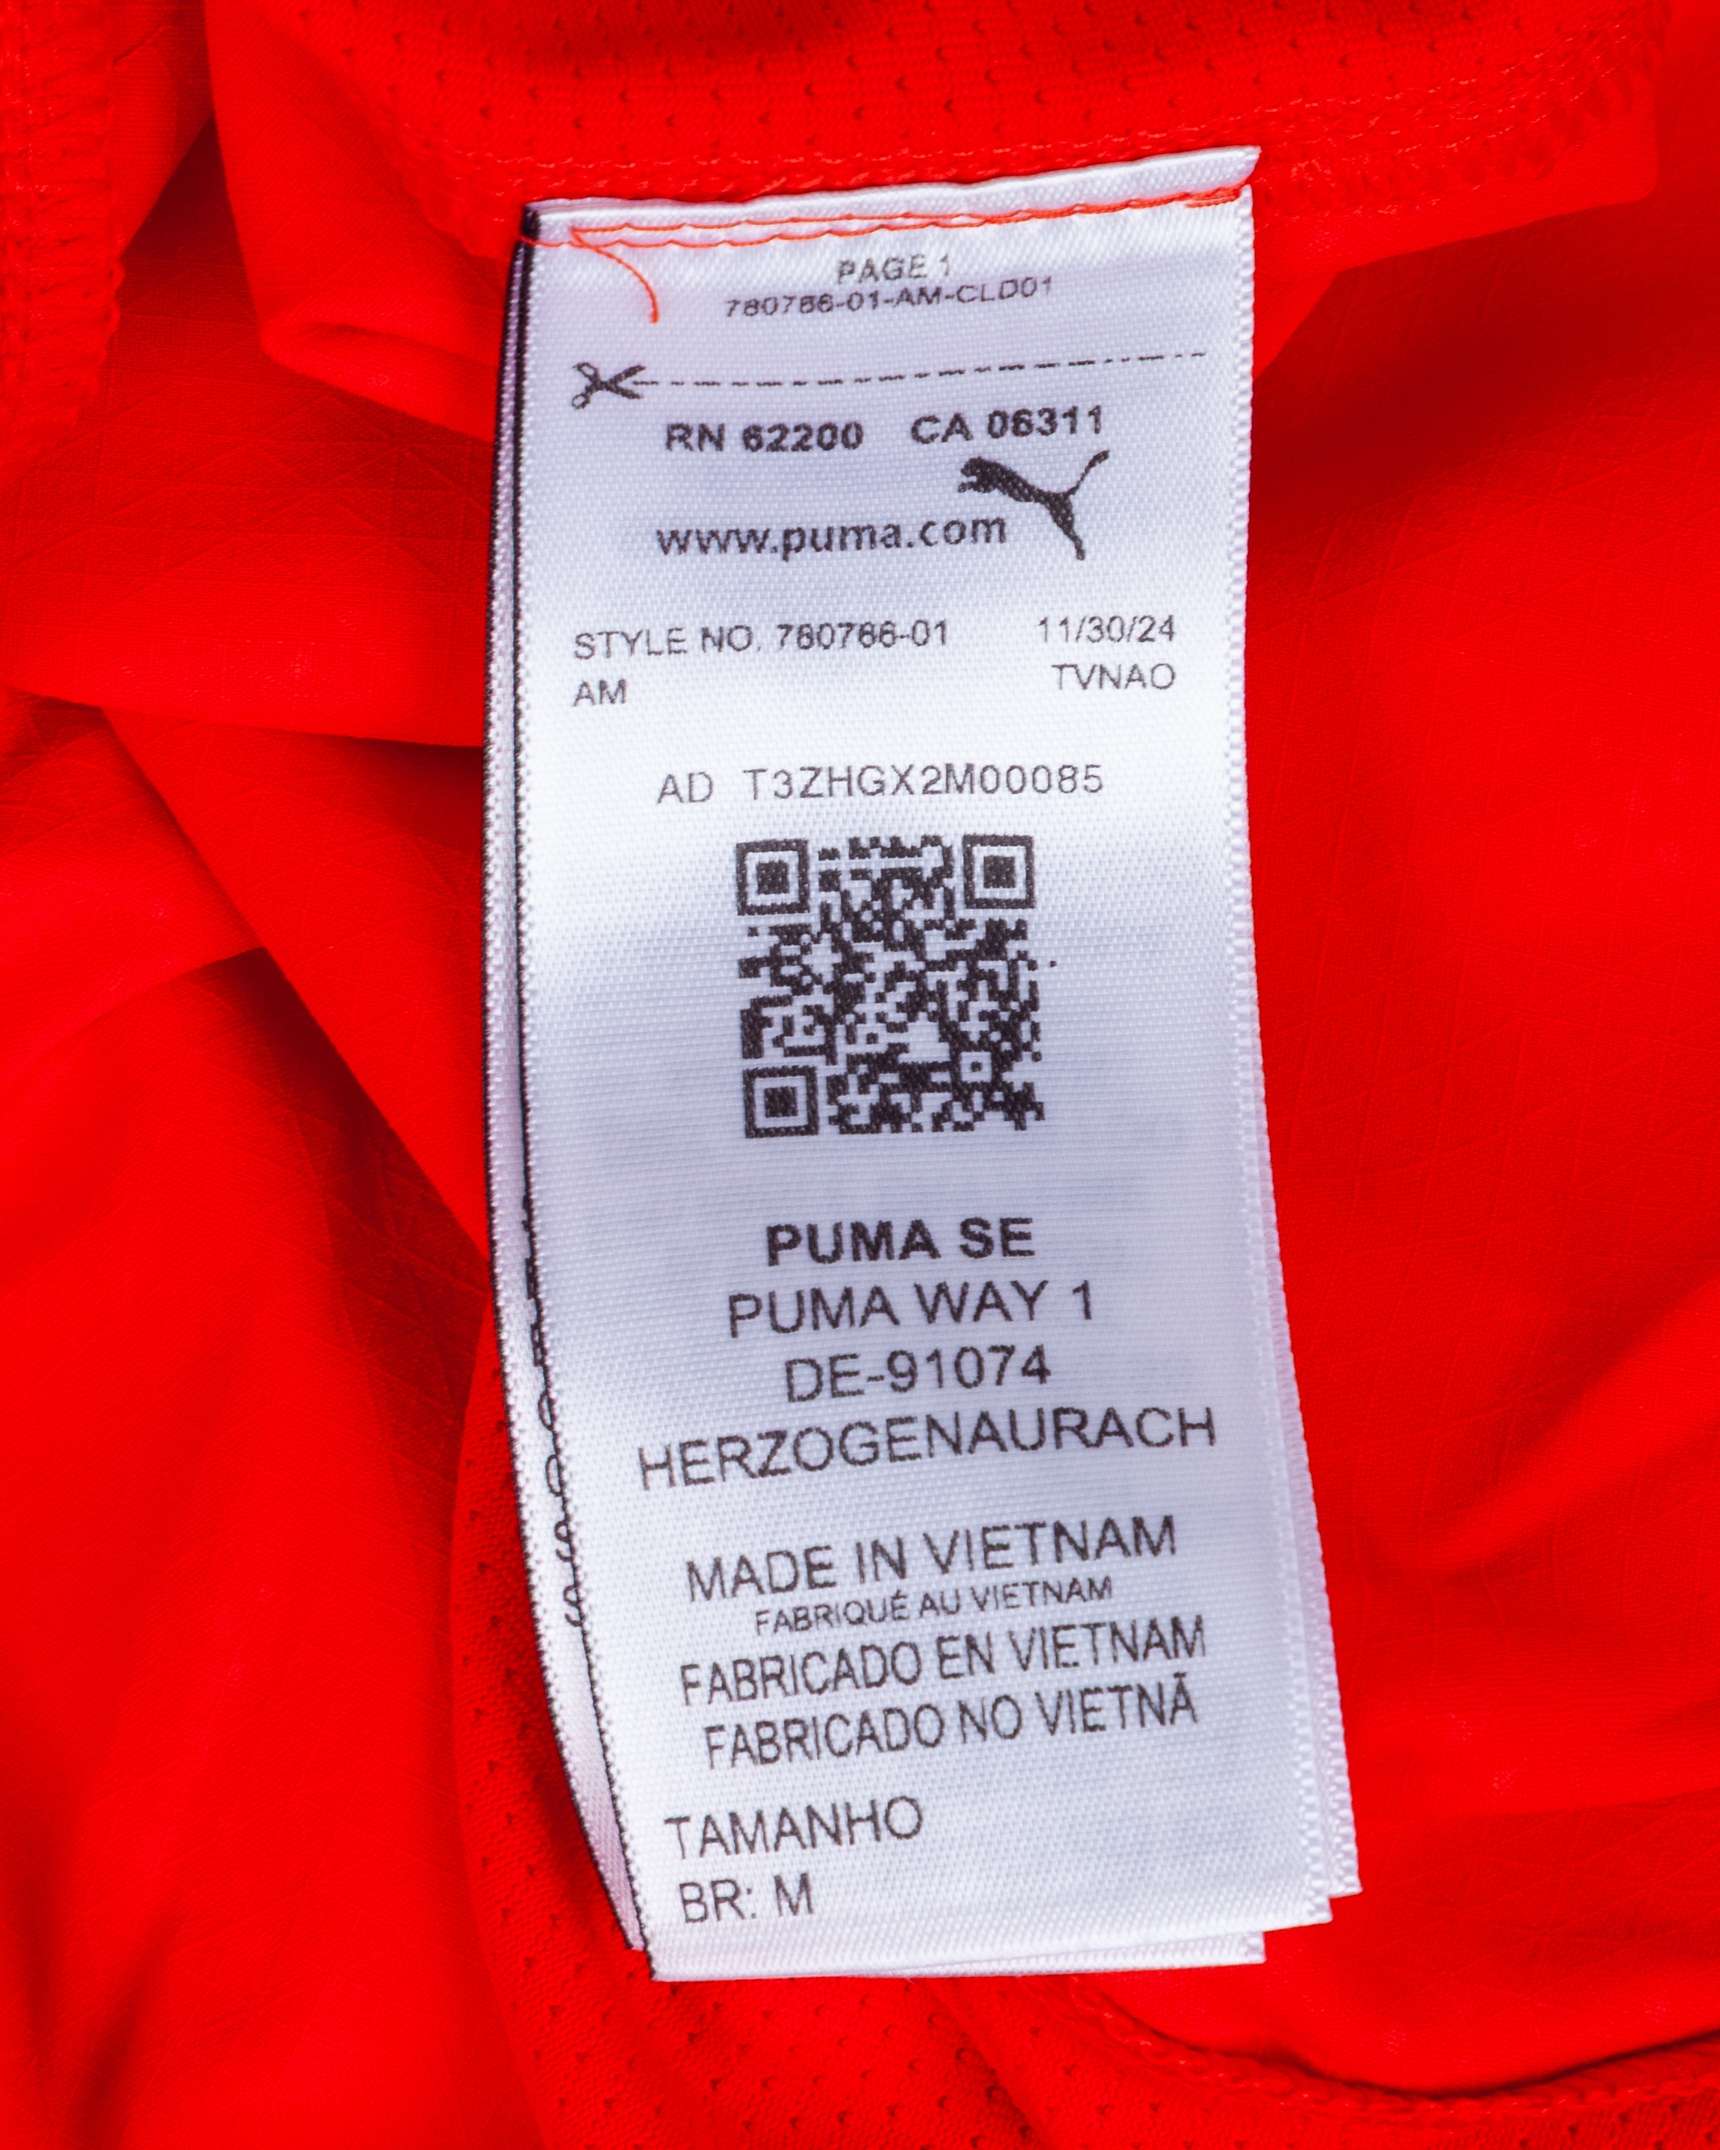 PAGE 1
780786-01-AM-CLD01
RN 62200 CA 06311
www.puma.com
STYLE NO. 780786-01 11/30/24
AM TVNAO
AD T3ZHGX2M00085
PUMA SE
PUMA WAY 1
DE-91074
HERZOGENAURACH
MADE IN VIETNAM
FABRIQUÉ AU VIETNAM
FABRICADO EN VIETNAM
FABRICADO NO VIETNÃ
TAMANHO
BR: M